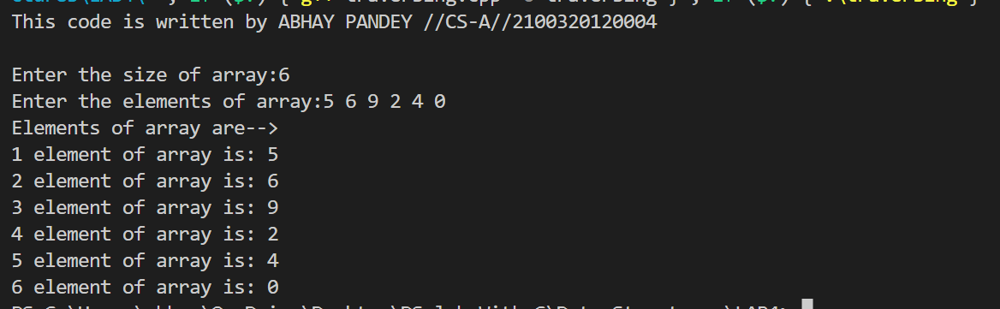 This code is written by ABHAY PANDEY //CS-A//2100320120004
Enter the size of array:6
Enter the elements of array:5 6 9 2 4 0
Elements of array are-->
1 element of array is: 5
2 element of array is: 6
3 element of array is: 9
4 element of array is: 2
5 element of array is: 4
6 element of array is: 0